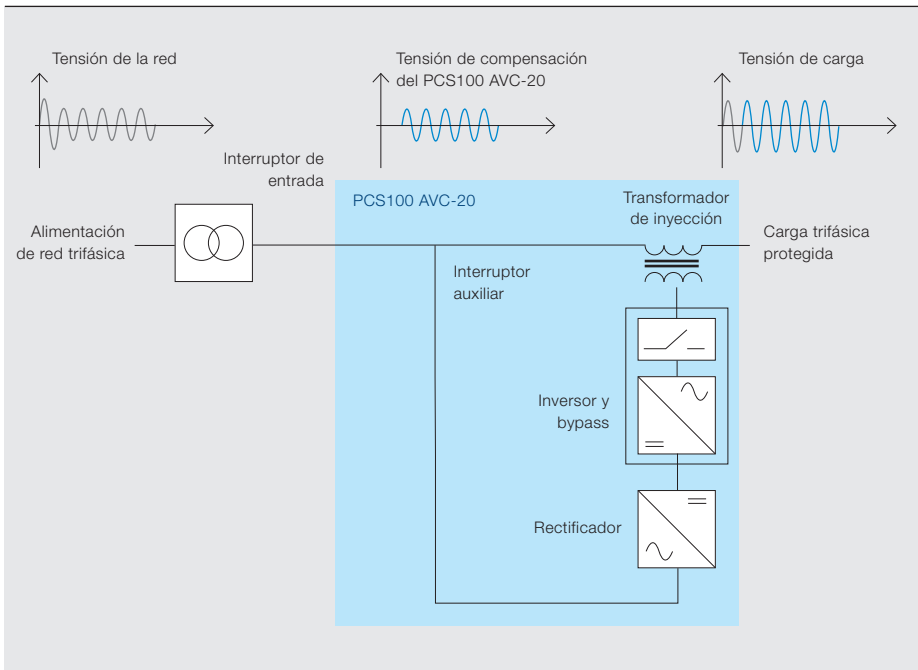 Tensión de la red
Tensión de compensación
del PCS100 AVC-20
Tensión de carga
Interruptor de
entrada
PCS100 AVC-20
Transformador
de inyección
Alimentación
de red trifásica
Carga trifásica
protegida
Interruptor
auxiliar
Inversor y
bypass
Rectificador